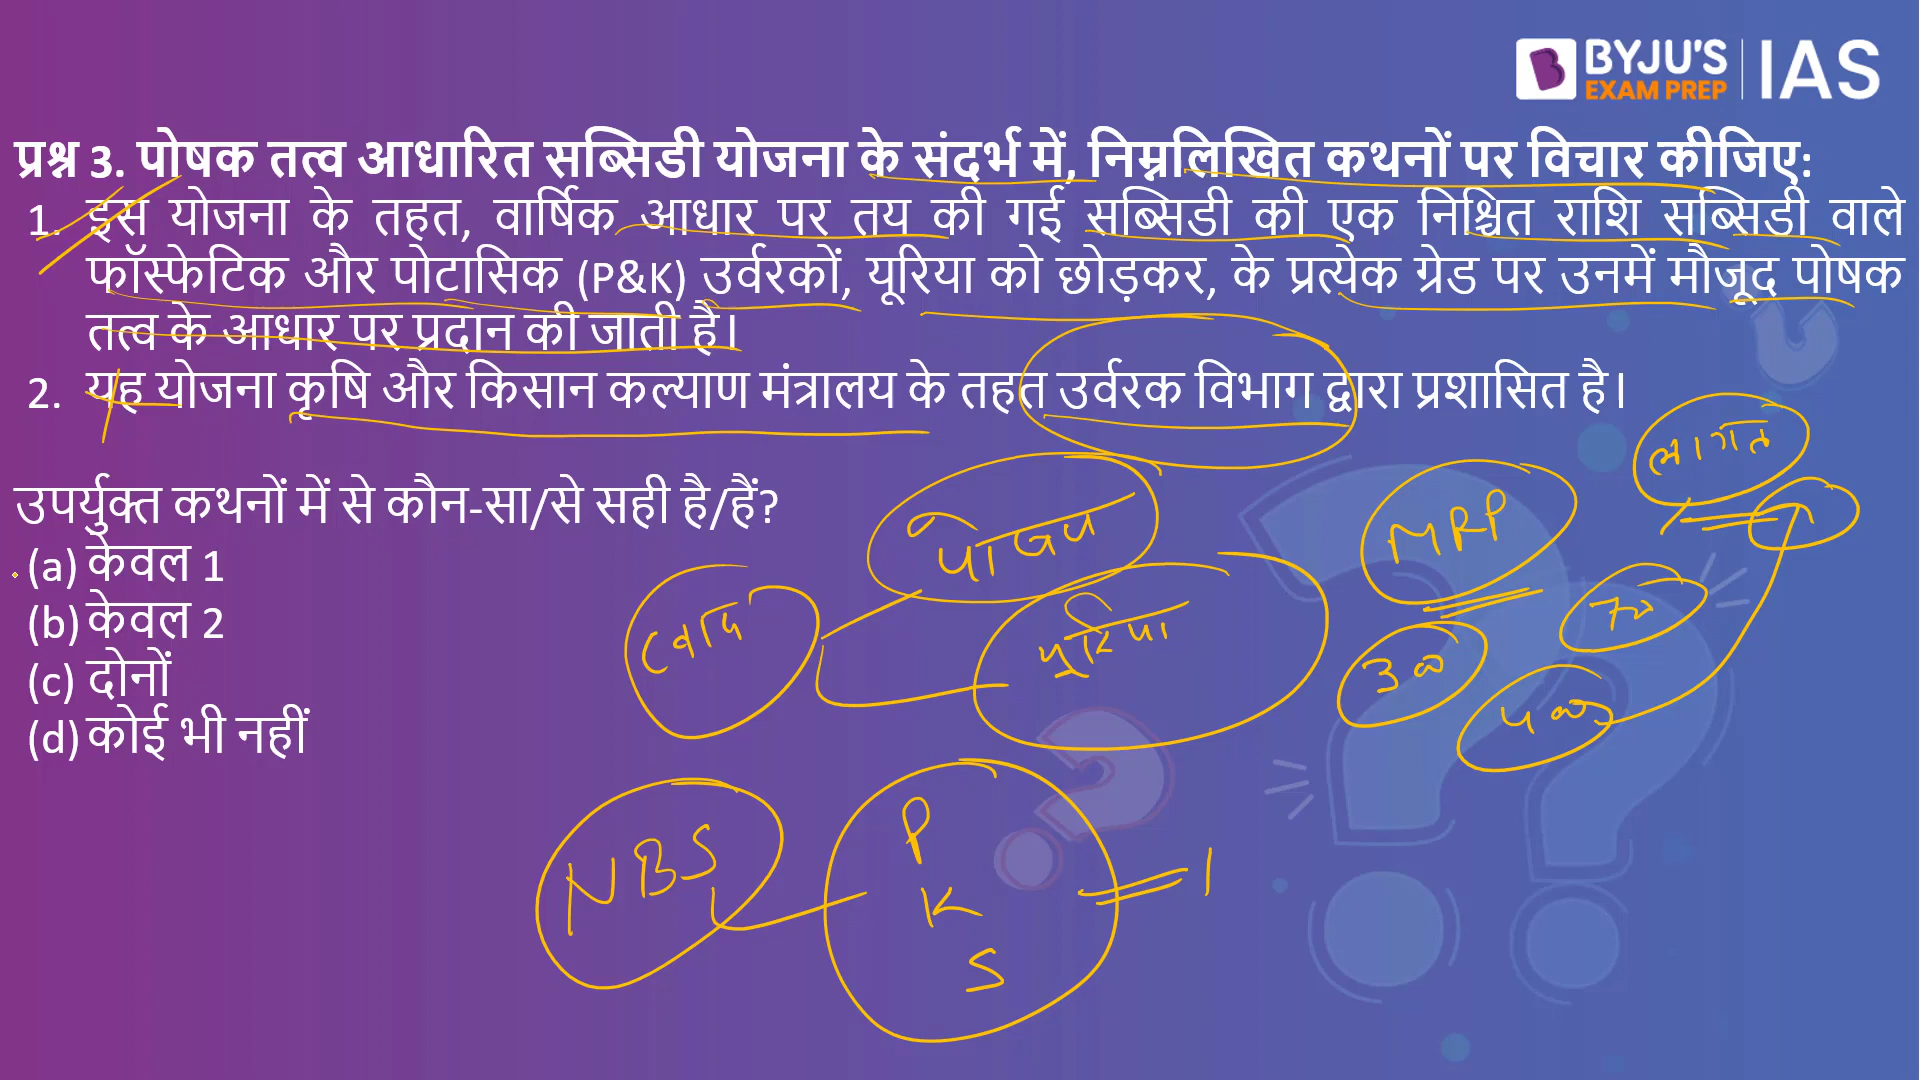 BYJU'S
EXAM PREP
IAS
प्रश्न 3. पोषक तत्व आधारित सब्सिडी योजना के संदर्भ में, निम्नलिखित कथनों पर विचार कीजिए:
1. इस योजना के तहत, वार्षिक आधार पर तय की गई सब्सिडी की एक निश्चित राशि सब्सिडी वाले
फॉस्फेटिक और पोटासिक (P&K) उर्वरकों, यूरिया को छोड़कर, के प्रत्येक ग्रेड पर उनमें मौजूद पोषक
तत्व के आधार पर प्रदान की जाती है।
2. यह योजना कृषि और किसान कल्याण मंत्रालय के तहत उर्वरक विभाग द्वारा प्रशासित है।
लागत
उपर्युक्त कथनों में से कौन-सा/से सही है/हैं?
MRP
(a) केवल 1
(b) केवल 2
यूरिया
(c) दोनों
(d) कोई भी नहीं
NBS
P
K
S
1